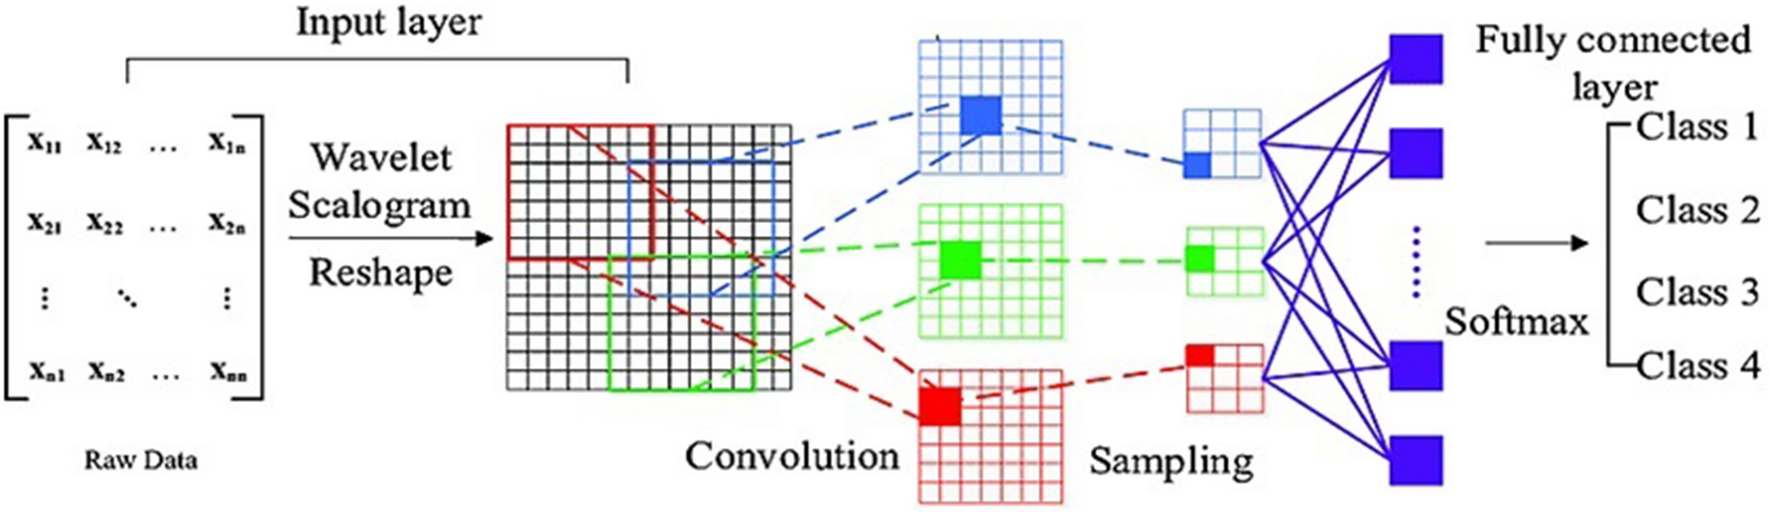 Input layer
x11 x12 ... x1n
x21 x22 ... x2n
⋮ ⋱ ⋮
xn1 xn2 ... xnn
Raw Data
Wavelet
Scalogram
Reshape
Convolution
Sampling
Fully connected
layer
Softmax
Class 1
Class 2
Class 3
Class 4